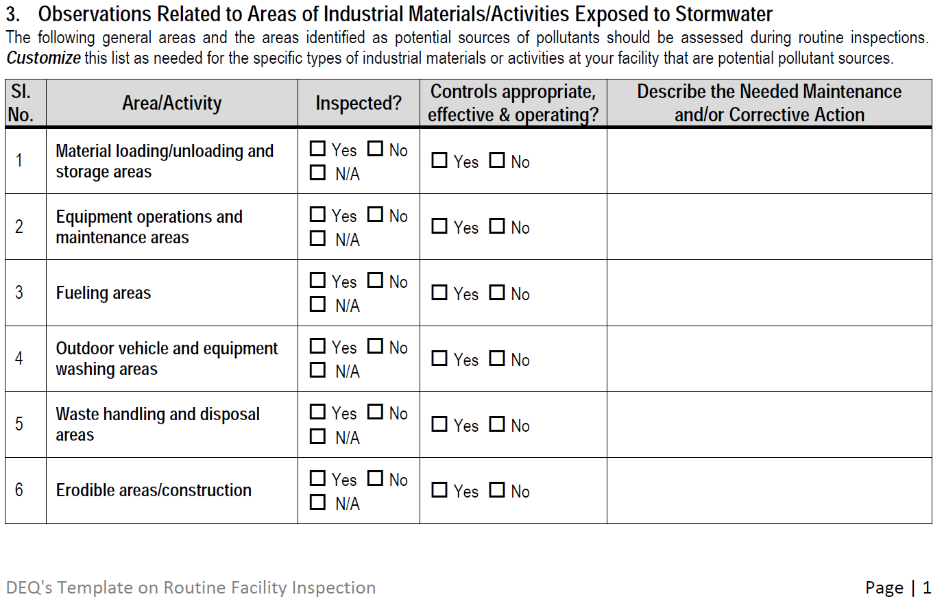 3. Observations Related to Areas of Industrial Materials/Activities Exposed to Stormwater
The following general areas and the areas identified as potential sources of pollutants should be assessed during routine inspections.
Customize this list as needed for the specific types of industrial materials or activities at your facility that are potential pollutant sources.
Sl. No. Area/Activity Inspected? Controls appropriate, effective & operating? Describe the Needed Maintenance and/or Corrective Action
1 Material loading/unloading and storage areas ☐ Yes ☐ No ☐ N/A ☐ Yes ☐ No
2 Equipment operations and maintenance areas ☐ Yes ☐ No ☐ N/A ☐ Yes ☐ No
3 Fueling areas ☐ Yes ☐ No ☐ N/A ☐ Yes ☐ No
4 Outdoor vehicle and equipment washing areas ☐ Yes ☐ No ☐ N/A ☐ Yes ☐ No
5 Waste handling and disposal areas ☐ Yes ☐ No ☐ N/A ☐ Yes ☐ No
6 Erodible areas/construction ☐ Yes ☐ No ☐ N/A ☐ Yes ☐ No
DEQ's Template on Routine Facility Inspection Page | 1